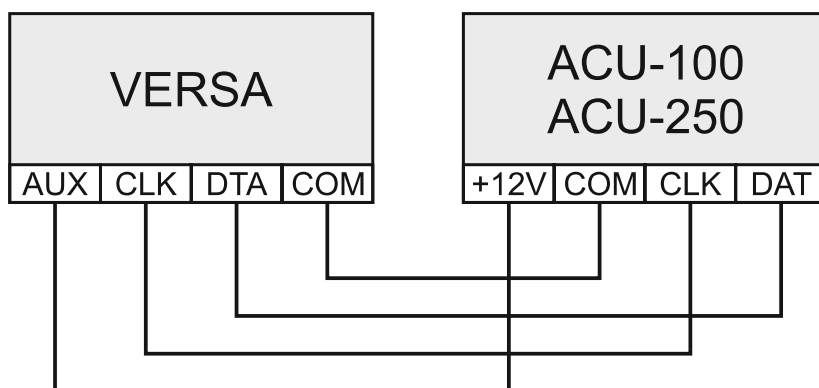 VERSA
AUX CLK DTA COM
ACU-100
ACU-250
+12V COM CLK DAT